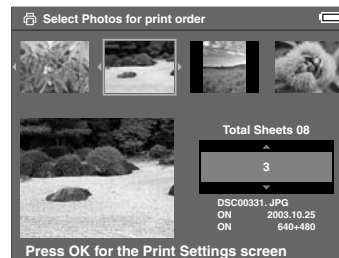 Select Photos for print order
Total Sheets 08
3
DSC00331. JPG
ON 2003.10.25
ON 640+480
Press OK for the Print Settings screen